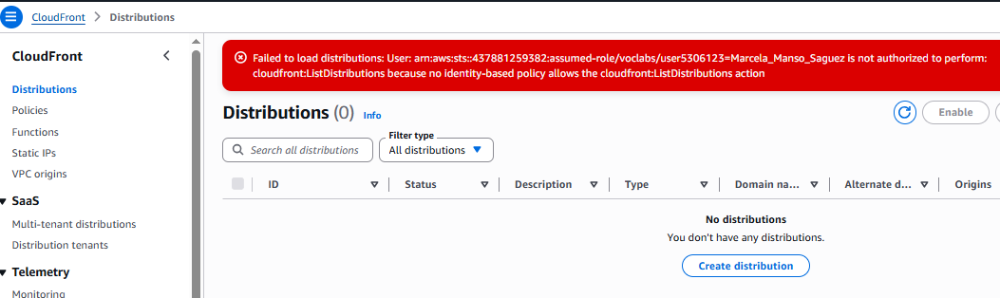 CloudFront > Distributions
CloudFront
Distributions
Policies
Functions
Static IPs
VPC origins
SaaS
Multi-tenant distributions
Distribution tenants
Telemetry
Monitoring
Failed to load distributions: User: arn:aws:sts::437881259382:assumed-role/voclabs/user5306123=Marcela_Manso_Saguez is not authorized to perform:
cloudfront:ListDistributions because no identity-based policy allows the cloudfront:ListDistributions action
Distributions (0) Info
Enable
Search all distributions
Filter type
All distributions
ID Status Description Type Domain na... Alternate d... Origins
No distributions
You don't have any distributions.
Create distribution